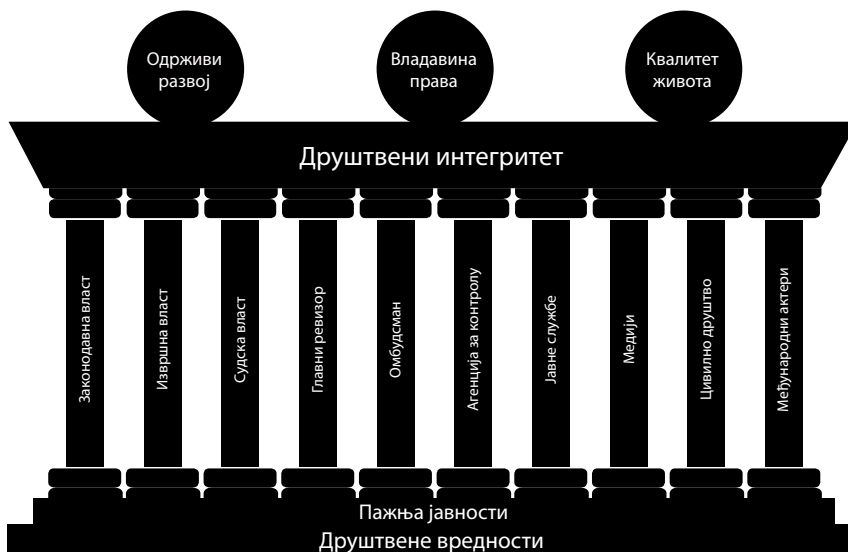 Одрживи
развој
Владавина
права
Квалитет
живота
Друштвени интегритет
Законодавна власт
Извршна власт
Судска власт
Главни ревизор
Омбудсман
Агенција за контролу
Јавне службе
Медији
Цивилно друштво
Међународни актери
Пажња јавности
Друштвене вредности